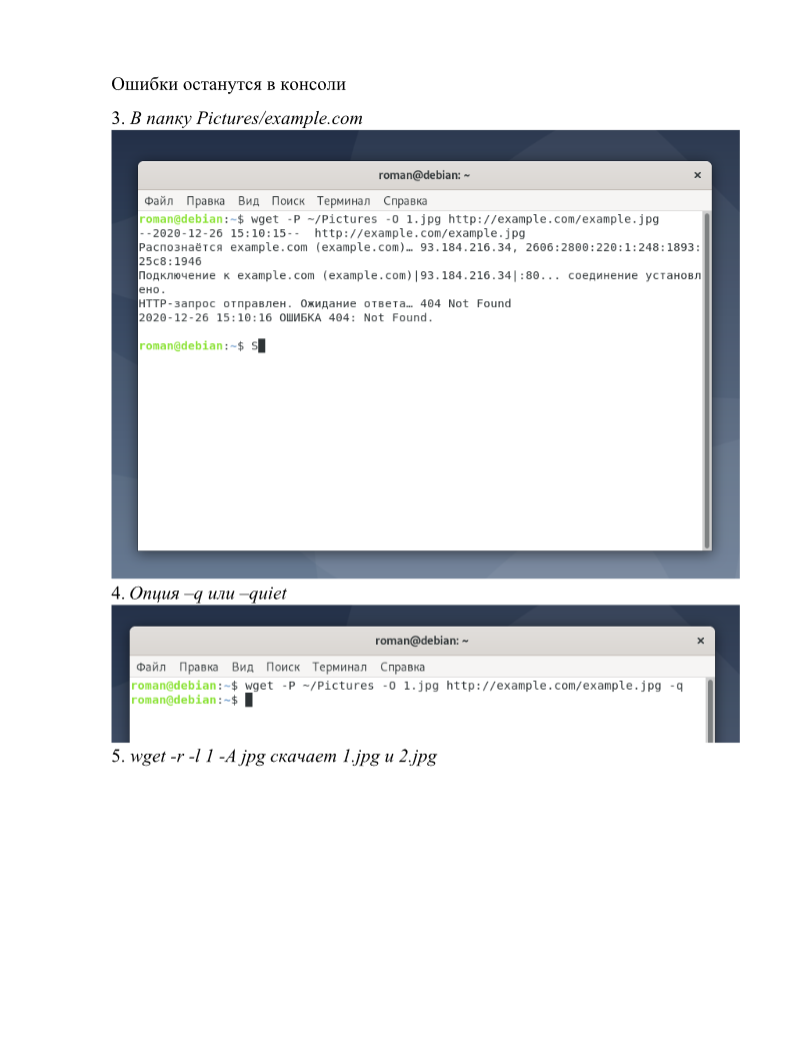 Ошибки останутся в консоли
3. В папку Pictures/example.com
roman@debian: ~
×
Файл Правка Вид Поиск Терминал Справка
roman@debian:~$ wget -P ~/Pictures -O 1.jpg http://example.com/example.jpg
--2020-12-26 15:10:15-- http://example.com/example.jpg
Распознаётся example.com (example.com)… 93.184.216.34, 2606:2800:220:1:248:1893:
25c8:1946
Подключение к example.com (example.com)|93.184.216.34|:80... соединение установл
ено.
HTTP-запрос отправлен. Ожидание ответа… 404 Not Found
2020-12-26 15:10:16 ОШИБКА 404: Not Found.
roman@debian:~$ S
4. Опция –q или –quiet
roman@debian: ~
×
Файл Правка Вид Поиск Терминал Справка
roman@debian:~$ wget -P ~/Pictures -O 1.jpg http://example.com/example.jpg -q
roman@debian:~$
5. wget -r -l 1 -A jpg скачает 1.jpg и 2.jpg